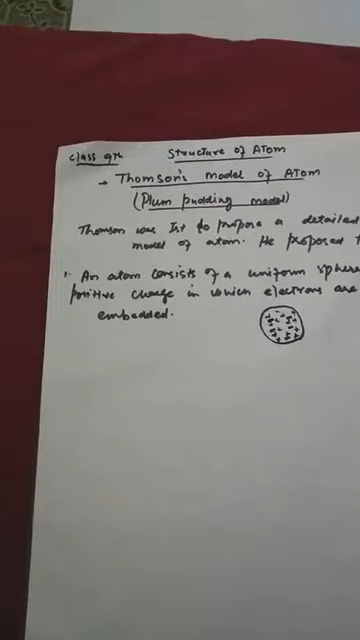 Class 9th Structure of Atom
→ Thomson's model of Atom
(Plum pudding model)
Thomson was Ist to propose a detailed
model of atom. He proposed
1. An atom consists of a uniform sphere
positive charge in which electrons are
embedded.